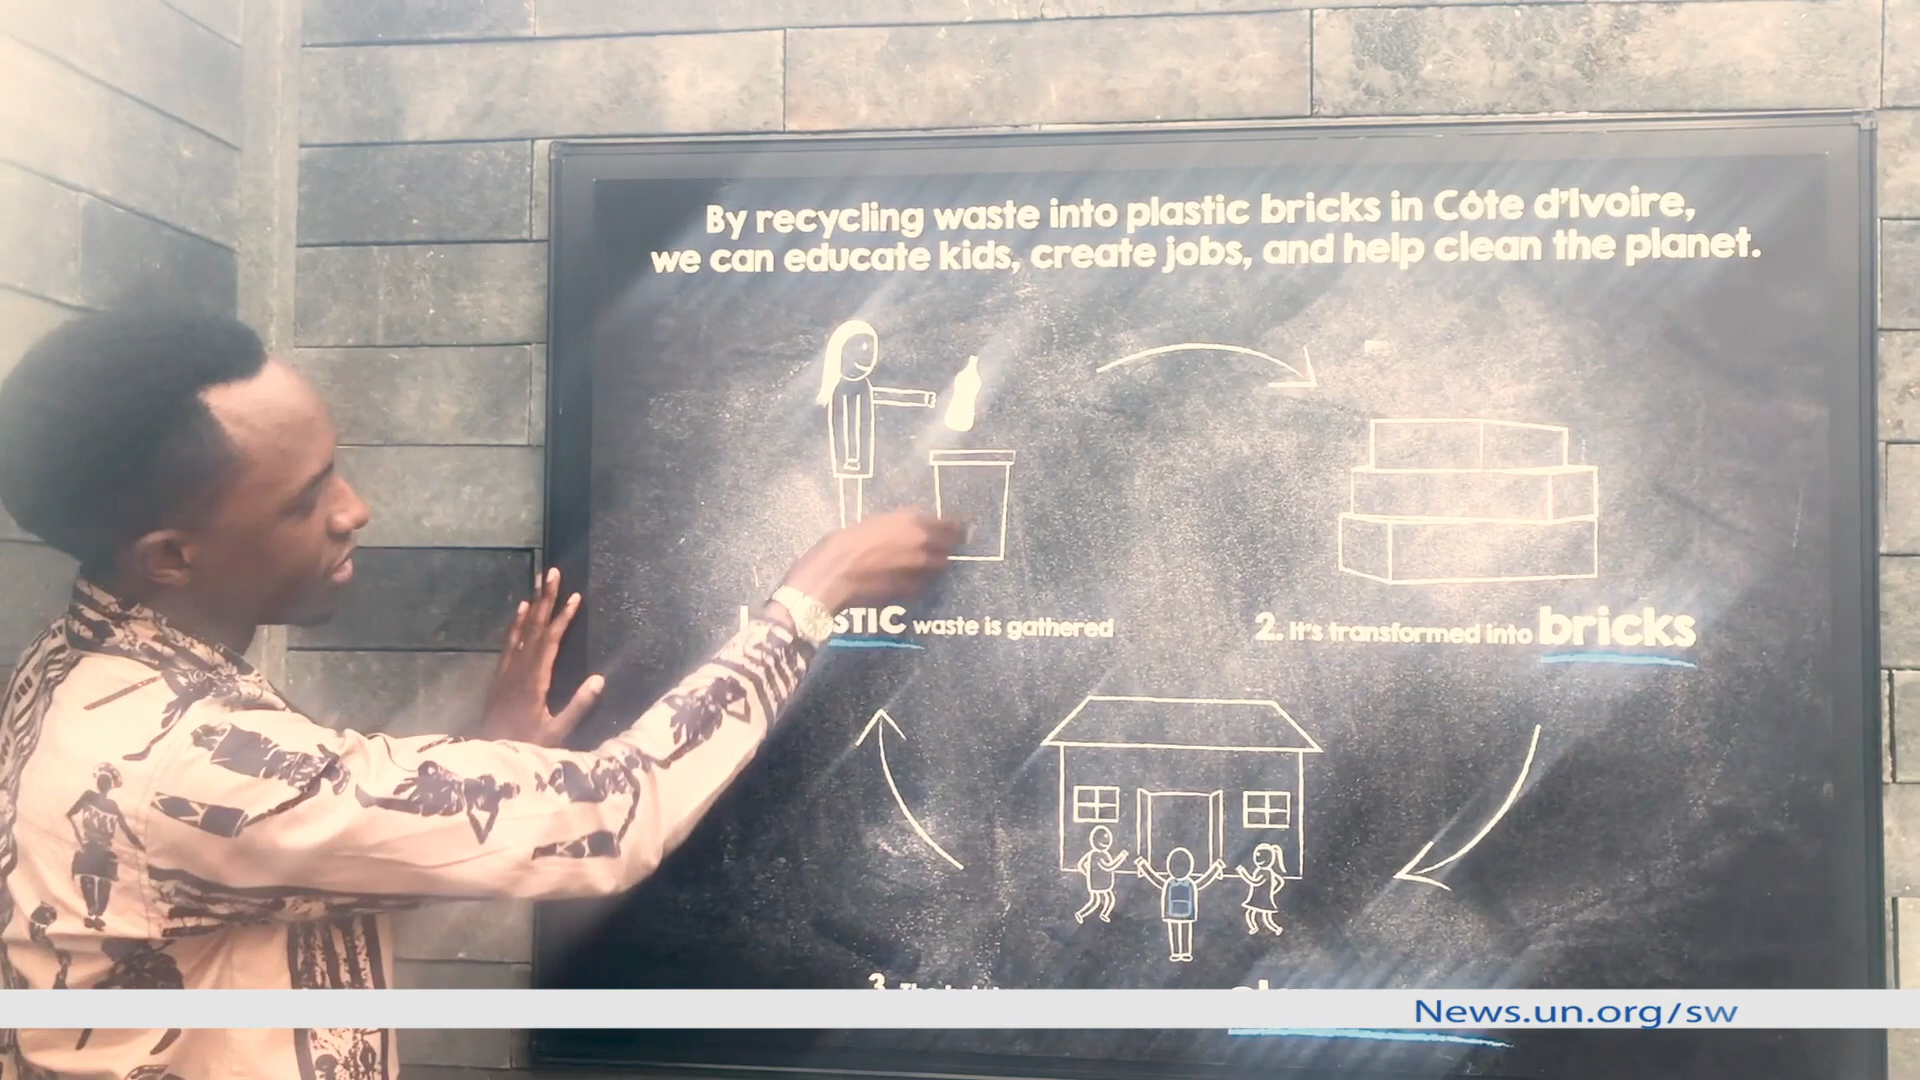 By recycling waste into plastic bricks in Côte d'Ivoire,
we can educate kids, create jobs, and help clean the planet.
waste is gathered
2. It's transformed into bricks
3.
News.un.org/sw